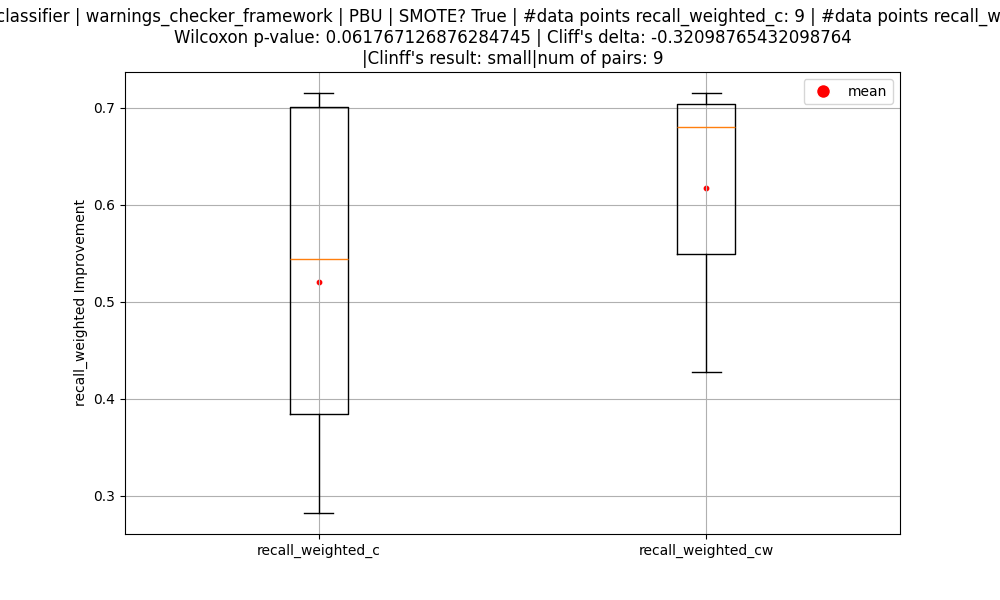 classifier | warnings_checker_framework | PBU | SMOTE? True | #data points recall_weighted_c: 9 | #data points recall_w
Wilcoxon p-value: 0.061767126876284745 | Cliff's delta: -0.32098765432098764
|Clinff's result: small|num of pairs: 9
mean
0.7
0.6
0.5
0.4
0.3
recall_weighted Improvement
recall_weighted_c
recall_weighted_cw